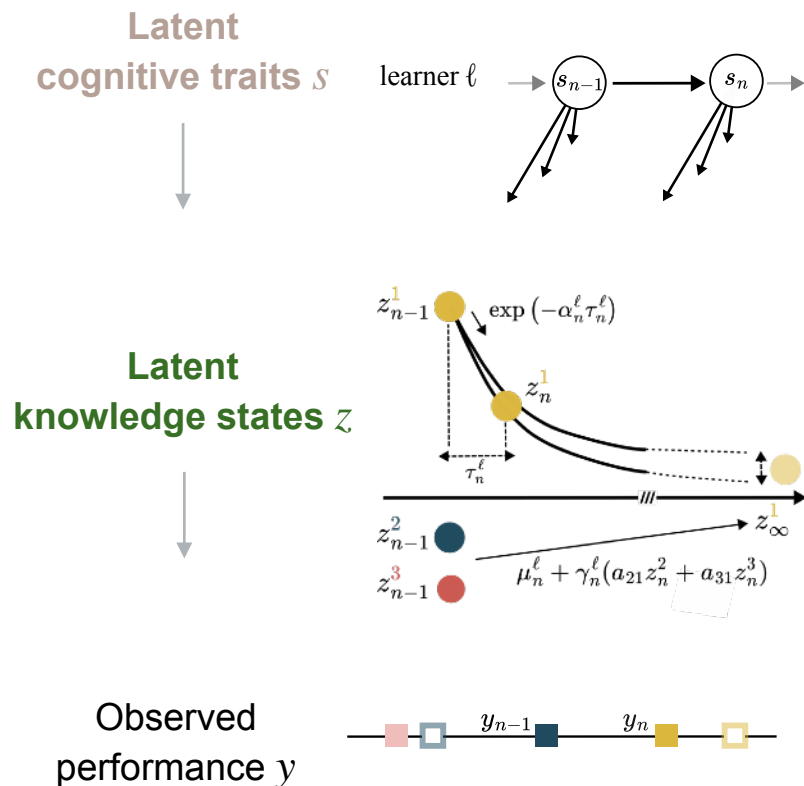 Latent
cognitive traits s
learner ℓ
s_{n-1}
s_n
z^1_{n-1}
exp (−α^ℓ_n τ^ℓ_n)
z^1_n
Latent
knowledge states z
τ^ℓ_n
z^1_∞
z^2_{n-1}
z^3_{n-1}
μ^ℓ_n + γ^ℓ_n(a_{21}z^2_n + a_{31}z^3_n)
Observed
performance y
y_{n-1}
y_n